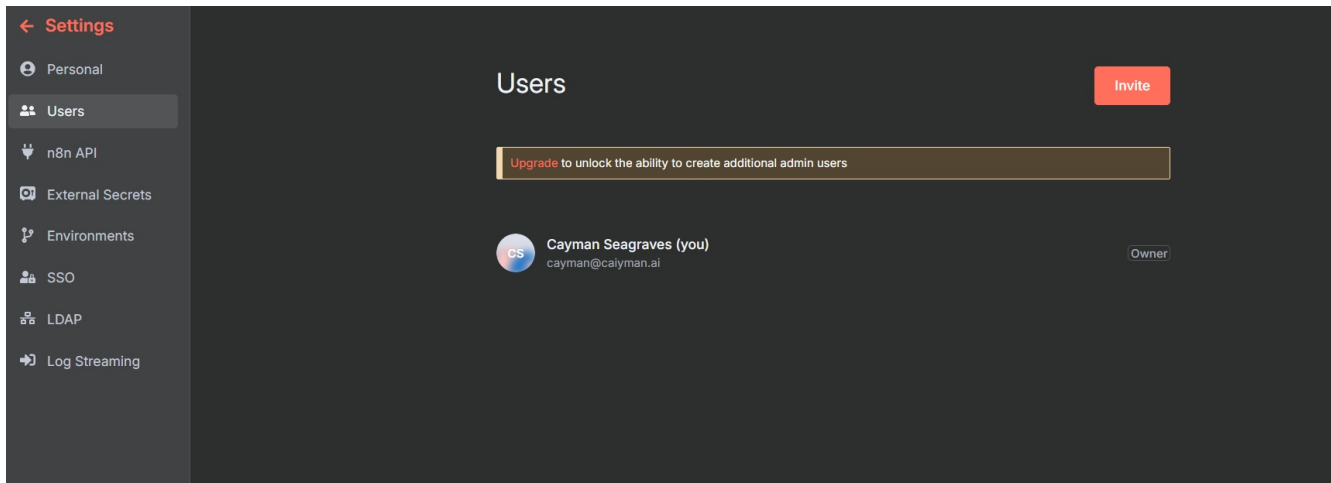 Settings
Personal
Users
n8n API
External Secrets
Environments
SSO
LDAP
Log Streaming
Users
Invite
Upgrade to unlock the ability to create additional admin users
CS
Cayman Seagraves (you)
cayman@caiyman.ai
Owner